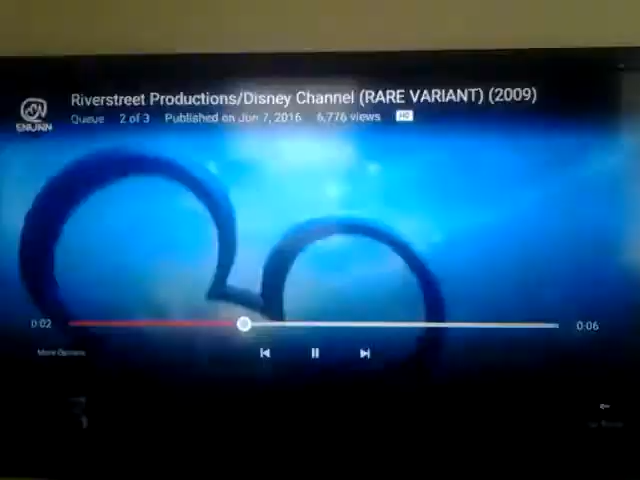 Riverstreet Productions/Disney Channel (RARE VARIANT) (2009)
Queue 2 of 3 Published on Jun 7, 2016 6,776 views HD
0:02
0:06
More Options